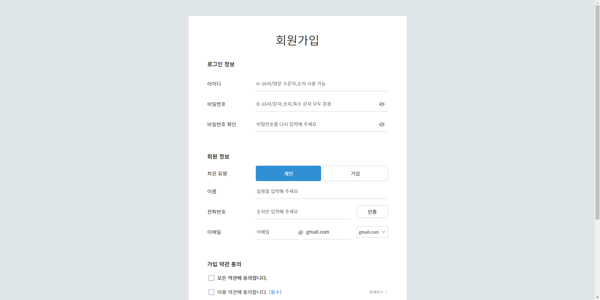 회원가입
로그인 정보
아이디 6~16자/영문 소문자,숫자 사용 가능
비밀번호 8~16자/문자,숫자,특수 문자 모두 혼용
비밀번호 확인 비밀번호를 다시 입력해 주세요
회원 정보
회원 유형 개인 기업
이름 실명을 입력해 주세요
전화번호 숫자만 입력해 주세요 인증
이메일 이메일 @ gmail.com gmail.com
가입 약관 동의
모든 약관에 동의합니다.
이용 약관에 동의합니다. (필수)